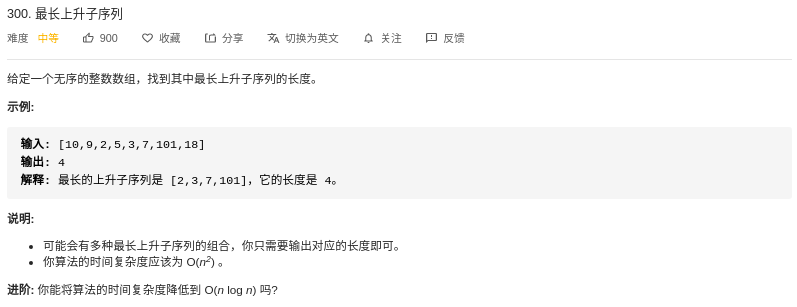 300. 最长上升子序列
难度 中等 900 收藏 分享 切换为英文 关注 反馈
给定一个无序的整数数组，找到其中最长上升子序列的长度。
示例:
输入: [10,9,2,5,3,7,101,18]
输出: 4
解释: 最长的上升子序列是 [2,3,7,101]，它的长度是 4。
说明:
• 可能会有多种最长上升子序列的组合，你只需要输出对应的长度即可。
• 你算法的时间复杂度应该为 O(n²) 。
进阶: 你能将算法的时间复杂度降低到 O(n log n) 吗?